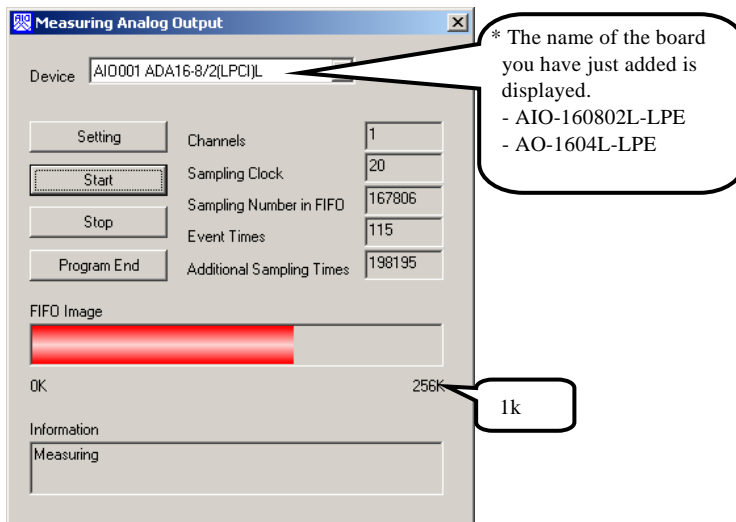 Measuring Analog Output
Device
AIO001 ADA16-8/2(LPCI)L
* The name of the board
you have just added is
displayed.
- AIO-160802L-LPE
- AO-1604L-LPE
Setting
Start
Stop
Program End
Channels
1
Sampling Clock
20
Sampling Number in FIFO
167806
Event Times
115
Additional Sampling Times
198195
FIFO Image
0K
256K
1k
Information
Measuring